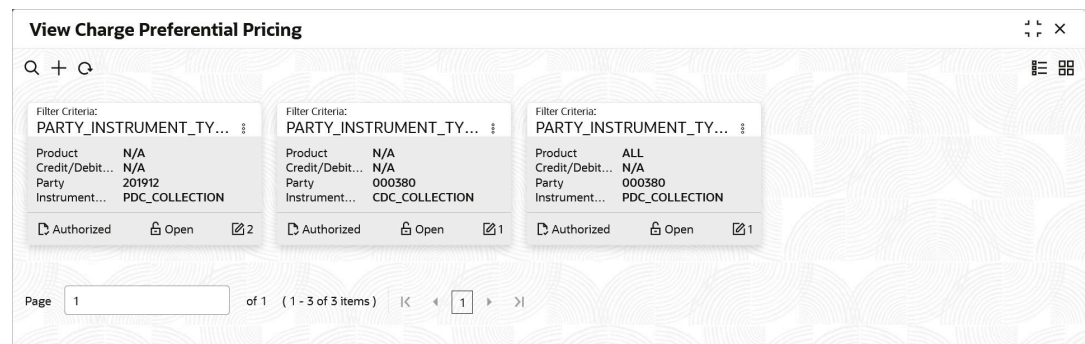 View Charge Preferential Pricing
Filter Criteria:
PARTY_INSTRUMENT_TY...
Product N/A
Credit/Debit... N/A
Party 201912
Instrument... PDC_COLLECTION
Authorized Open 2
Filter Criteria:
PARTY_INSTRUMENT_TY...
Product N/A
Credit/Debit... N/A
Party 000380
Instrument... CDC_COLLECTION
Authorized Open 1
Filter Criteria:
PARTY_INSTRUMENT_TY...
Product ALL
Credit/Debit... N/A
Party 000380
Instrument... PDC_COLLECTION
Authorized Open 1
Page 1 of 1 (1 - 3 of 3 items) 1